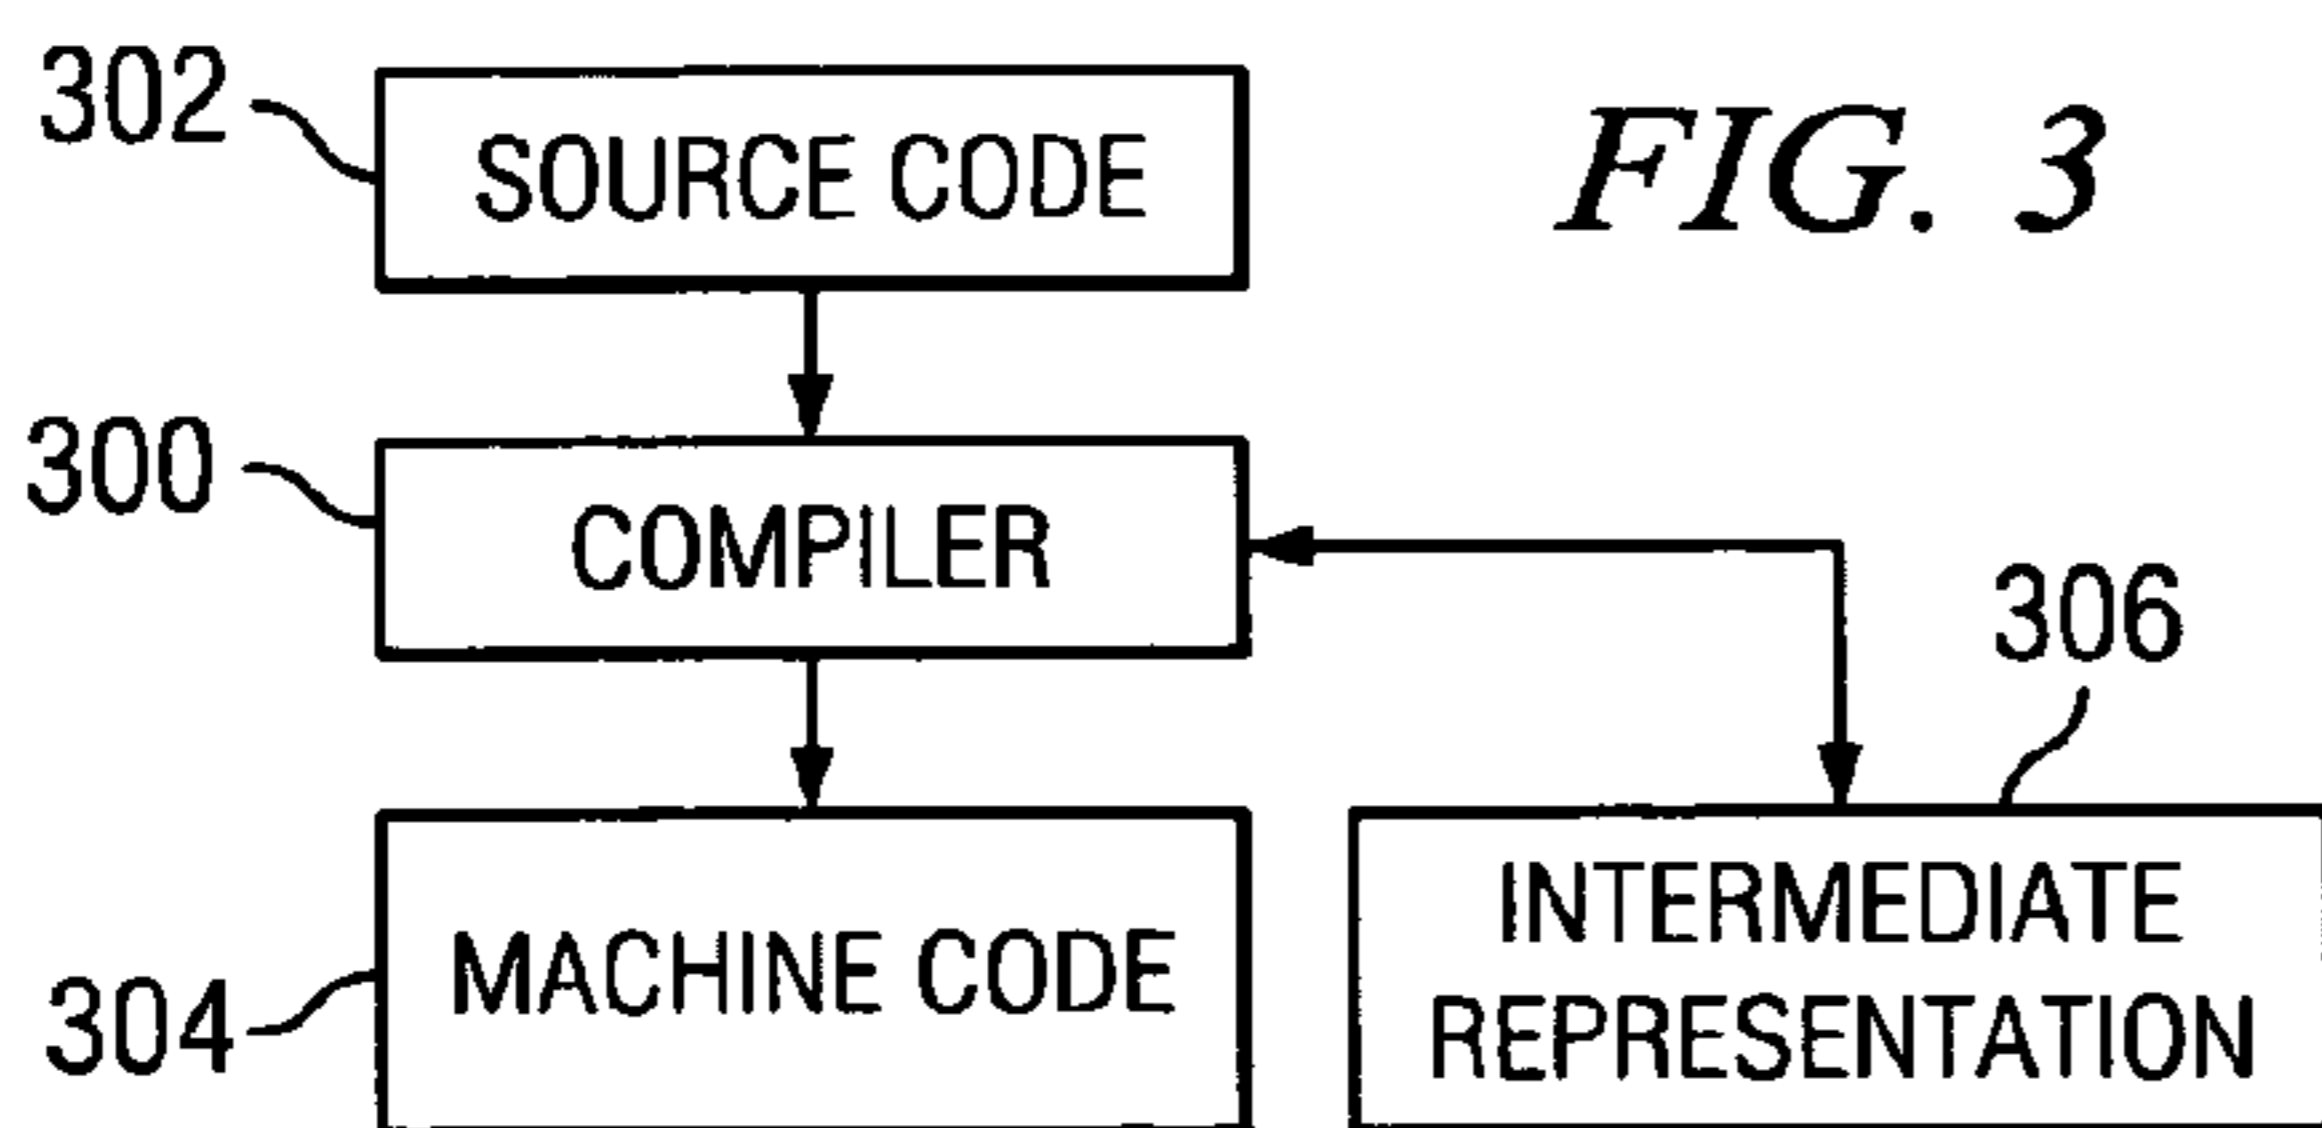 302
SOURCE CODE
FIG. 3
300
COMPILER
306
304
MACHINE CODE
INTERMEDIATE
REPRESENTATION